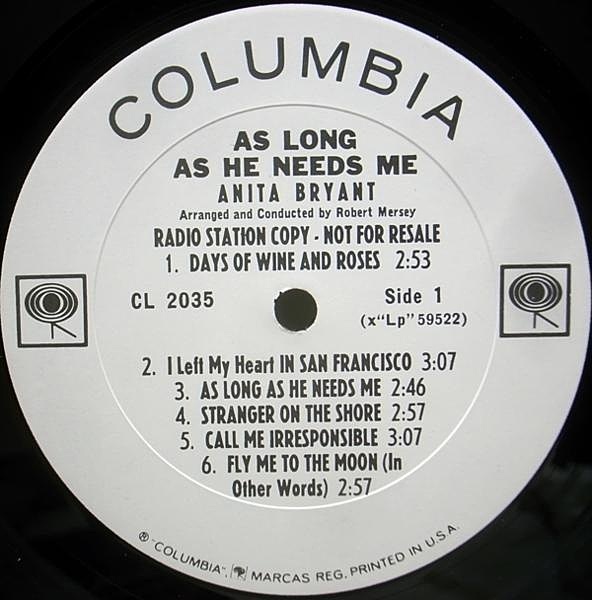 COLUMBIA
AS LONG
AS HE NEEDS ME
ANITA BRYANT
Arranged and Conducted by Robert Mersey
RADIO STATION COPY - NOT FOR RESALE
1. DAYS OF WINE AND ROSES 2:53
CL 2035
Side 1
(x"Lp" 59522)
2. I Left My Heart IN SAN FRANCISCO 3:07
3. AS LONG AS HE NEEDS ME 2:46
4. STRANGER ON THE SHORE 2:57
5. CALL ME IRRESPONSIBLE 3:07
6. FLY ME TO THE MOON (In
Other Words) 2:57
® "COLUMBIA", MARCAS REG. PRINTED IN U.S.A.